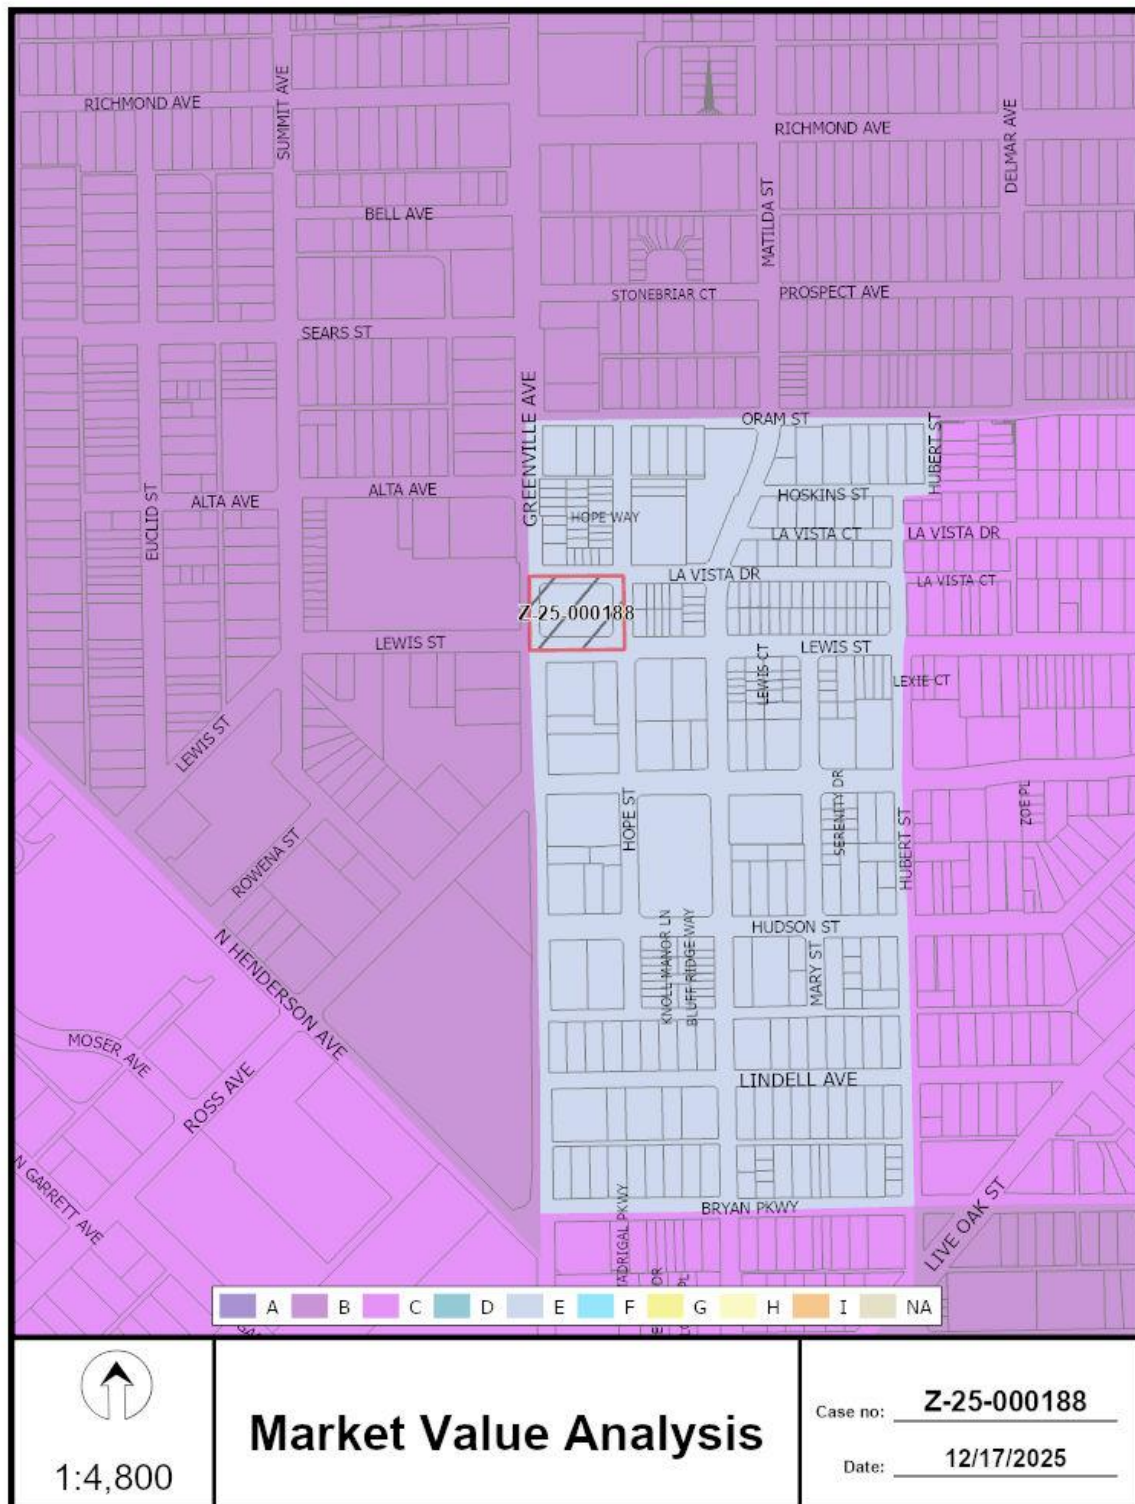 RICHMOND AVE
SUMMIT AVE
RICHMOND AVE
DELMAR AVE
MATILDA ST
BELL AVE
STONEBRIAR CT
PROSPECT AVE
SEARS ST
GREENVILLE AVE
ORAM ST
HUBERT ST
EUCLID ST
ALTA AVE
ALTA AVE
HOSKINS ST
HOPE WAY
LA VISTA CT
LA VISTA DR
LA VISTA DR
LA VISTA CT
Z-25-000188
LEWIS ST
LEWIS ST
LEWIS CT
LEXIE CT
LEWIS ST
HOPE ST
SERENITY DR
ZOE PL
HUBERT ST
ROWENA ST
HUDSON ST
N HENDERSON AVE
KNOLL MANOR LN
BLUFF RIDGE WAY
MARY ST
MOSER AVE
ROSS AVE
LINDELL AVE
N GARRETT AVE
BRYAN PKWY
LIVE OAK ST
A B C D E F G H I NA
1:4,800
Market Value Analysis
Case no: Z-25-000188
Date: 12/17/2025